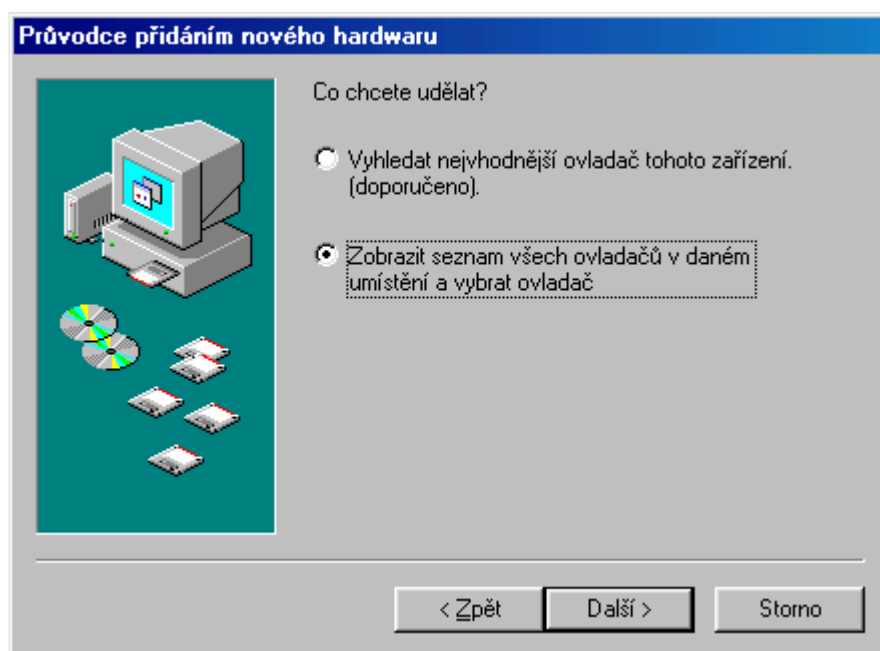 Průvodce přidáním nového hardwaru
Co chcete udělat?
Vyhledat nejvhodnější ovladač tohoto zařízení.
(doporučeno).
Zobrazit seznam všech ovladačů v daném
umístění a vybrat ovladač
< Zpět
Další >
Storno